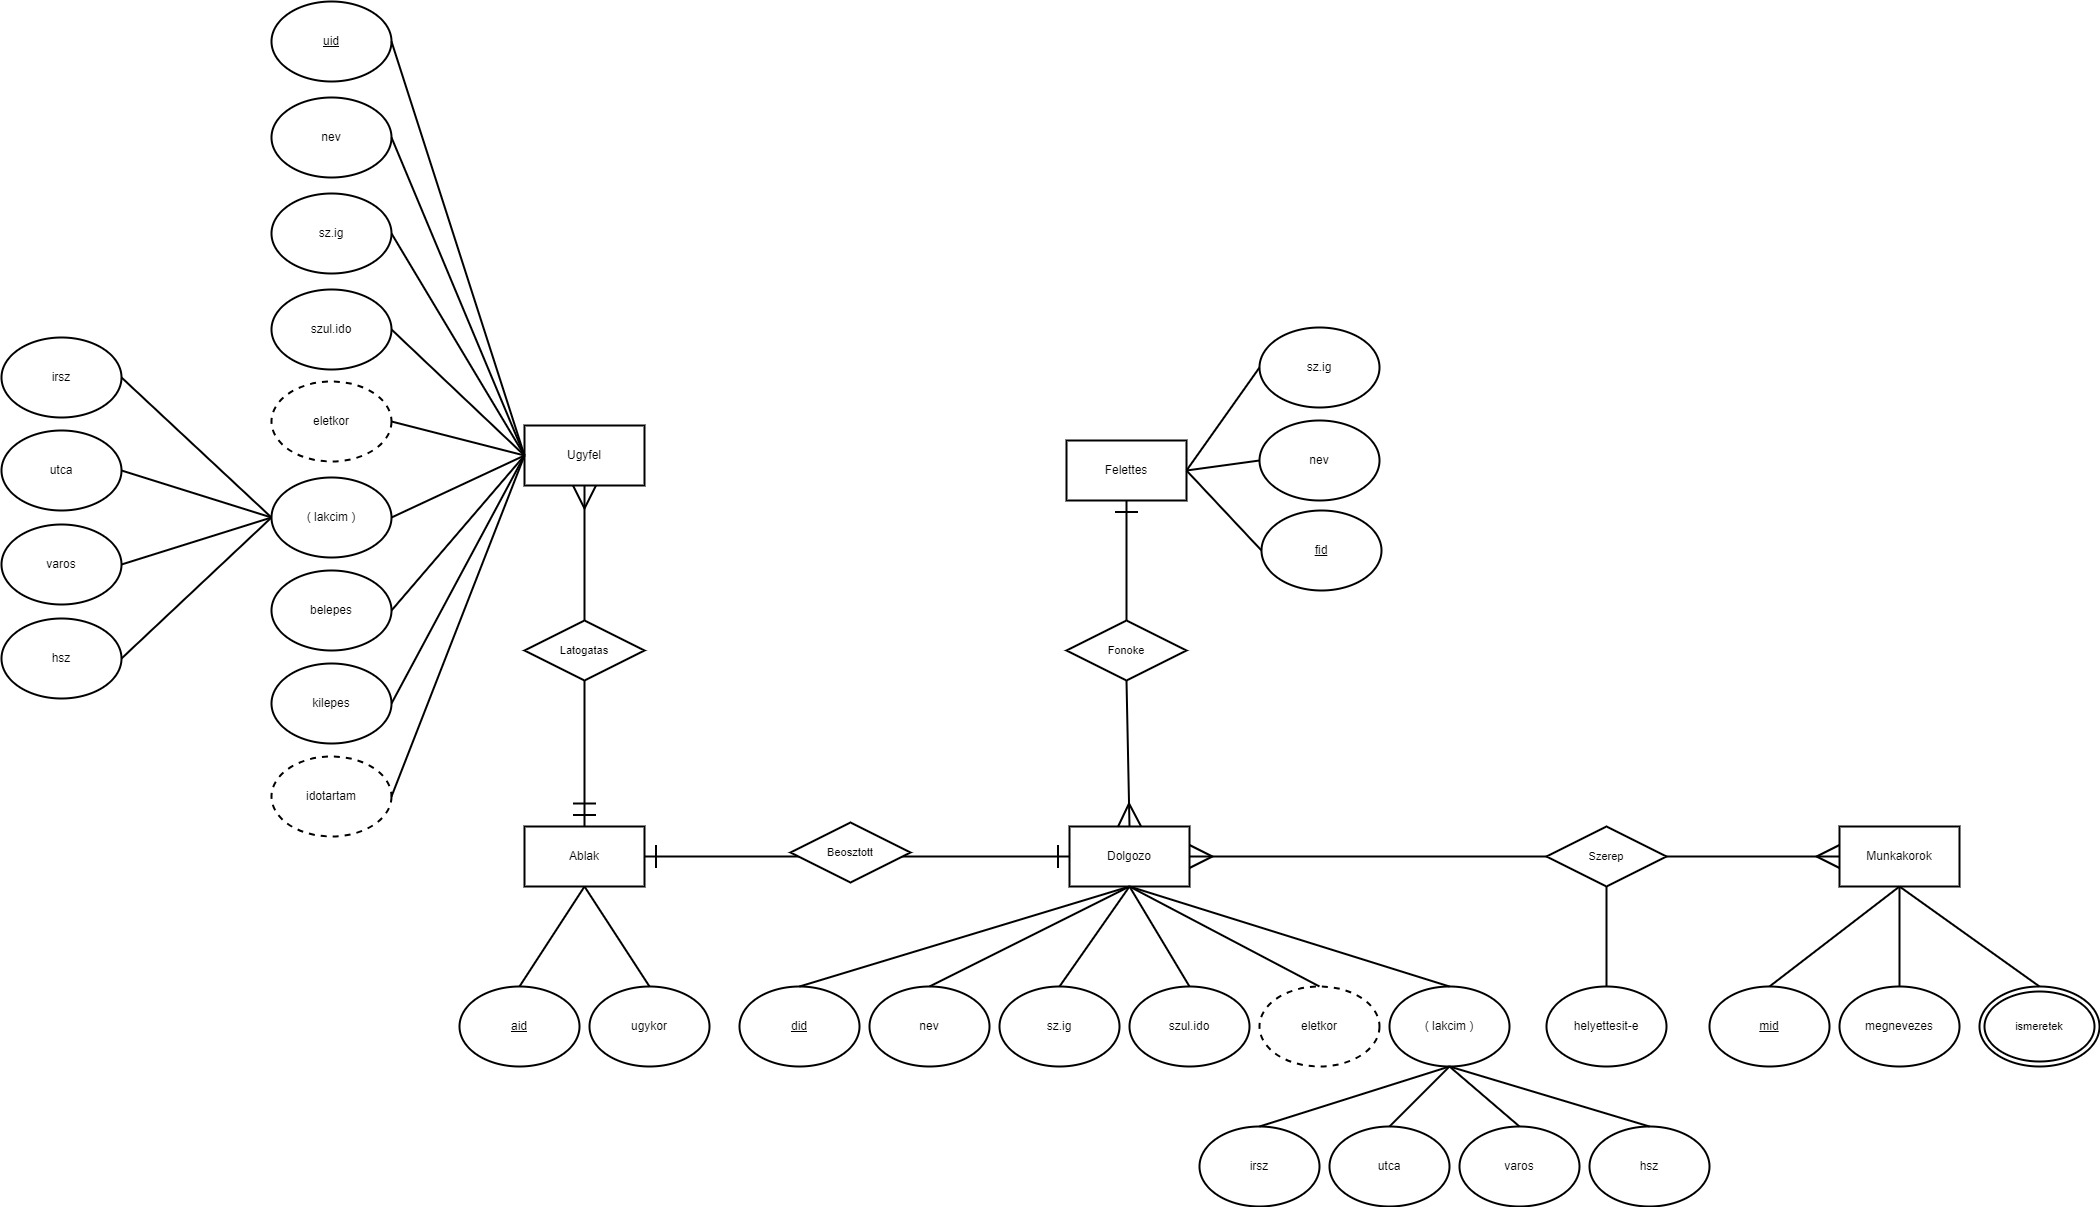 uid
nev
sz.ig
szul.ido
eletkor
( lakcim )
belepes
kilepes
idotartam
irsz
utca
varos
hsz
Ugyfel
Latogatas
Felettes
sz.ig
nev
fid
Fonoke
Ablak
Beosztott
Dolgozo
Szerep
Munkakorok
aid
ugykor
did
nev
sz.ig
szul.ido
eletkor
( lakcim )
helyettesit-e
mid
megnevezes
ismeretek
irsz
utca
varos
hsz